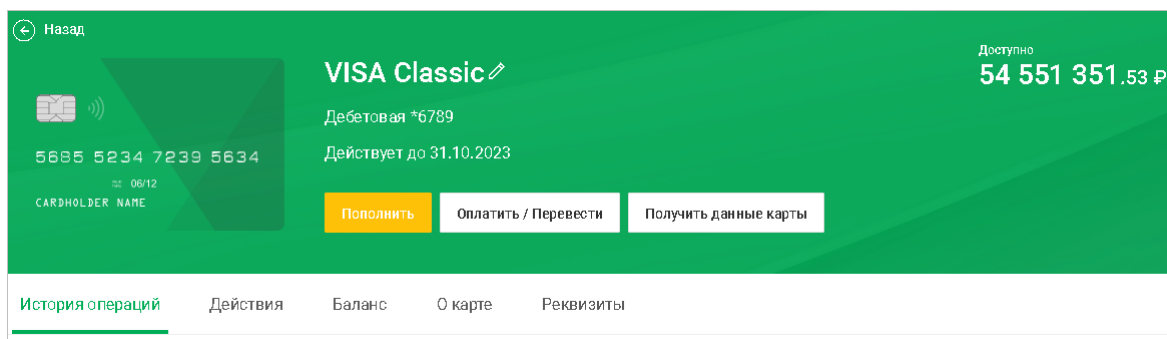 Назад
VISA Classic
Доступно
54 551 351.53 ₽
Дебетовая *6789
5685 5234 7239 5634
Действует до 31.10.2023
06/12
CARDHOLDER NAME
Пополнить
Оплатить / Перевести
Получить данные карты
История операций
Действия
Баланс
О карте
Реквизиты